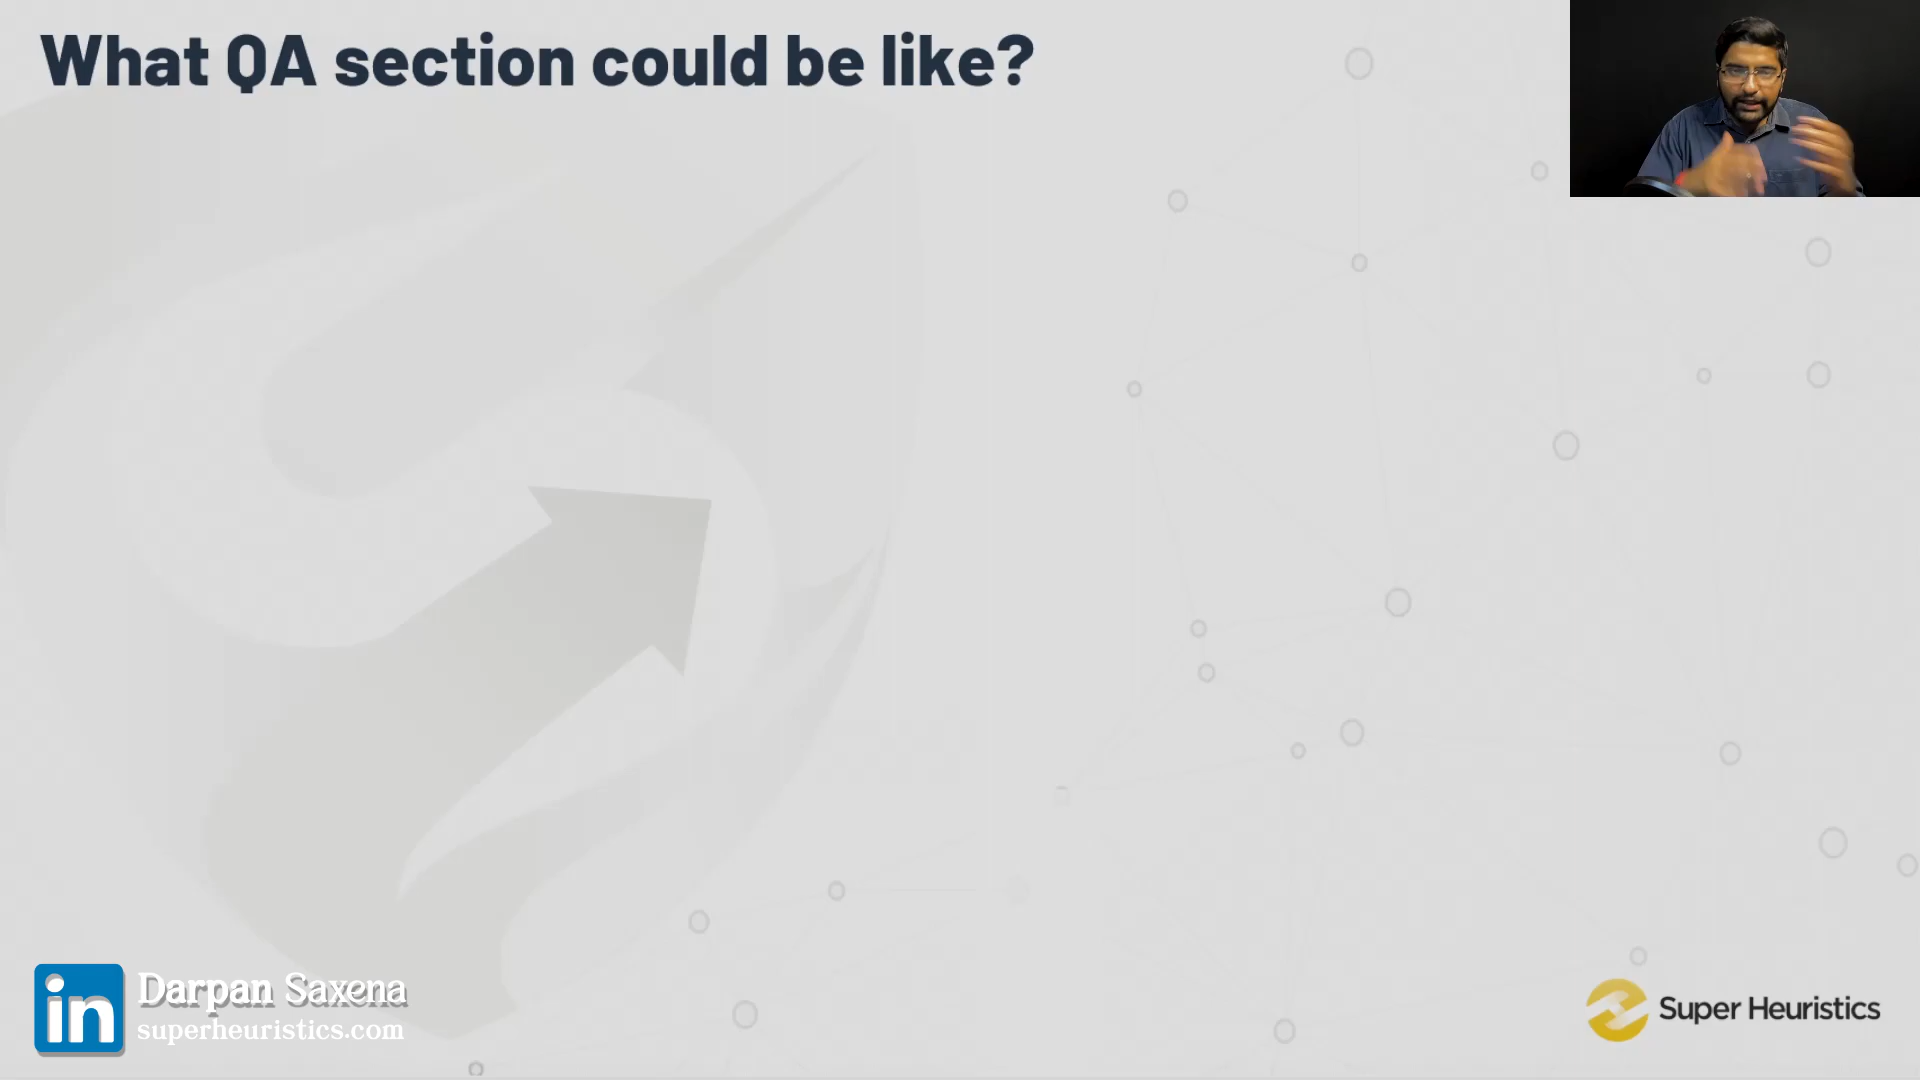 What QA section could be like?
in
Darpan Saxena
superheuristics.com
Super Heuristics